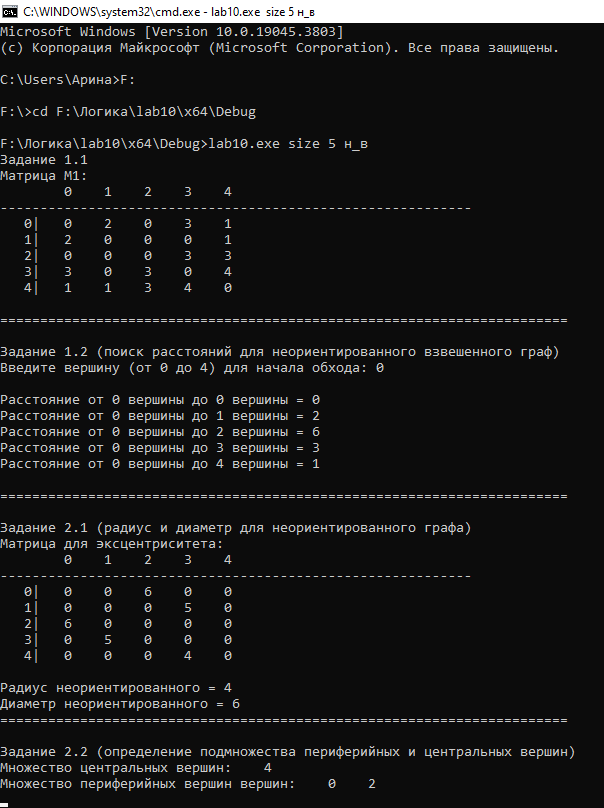 C:\WINDOWS\system32\cmd.exe - lab10.exe size 5 н_в
Microsoft Windows [Version 10.0.19045.3803]
(c) Корпорация Майкрософт (Microsoft Corporation). Все права защищены.
C:\Users\Арина>F:
F:\>cd F:\Логика\lab10\x64\Debug
F:\Логика\lab10\x64\Debug>lab10.exe size 5 н_в
Задание 1.1
Матрица M1:
0 1 2 3 4
-----------------------------------------------------------
0| 0 2 0 3 1
1| 2 0 0 0 1
2| 0 0 0 3 3
3| 3 0 3 0 4
4| 1 1 3 4 0
=======================================================================
Задание 1.2 (поиск расстояний для неориентированного взвешенного граф)
Введите вершину (от 0 до 4) для начала обхода: 0
Расстояние от 0 вершины до 0 вершины = 0
Расстояние от 0 вершины до 1 вершины = 2
Расстояние от 0 вершины до 2 вершины = 6
Расстояние от 0 вершины до 3 вершины = 3
Расстояние от 0 вершины до 4 вершины = 1
=======================================================================
Задание 2.1 (радиус и диаметр для неориентированного графа)
Матрица для эксцентриситета:
0 1 2 3 4
-----------------------------------------------------------
0| 0 0 6 0 0
1| 0 0 0 5 0
2| 6 0 0 0 0
3| 0 5 0 0 0
4| 0 0 0 4 0
Радиус неориентированного = 4
Диаметр неориентированного = 6
=======================================================================
Задание 2.2 (определение подмножества периферийных и центральных вершин)
Множество центральных вершин: 4
Множество периферийных вершин вершин: 0 2